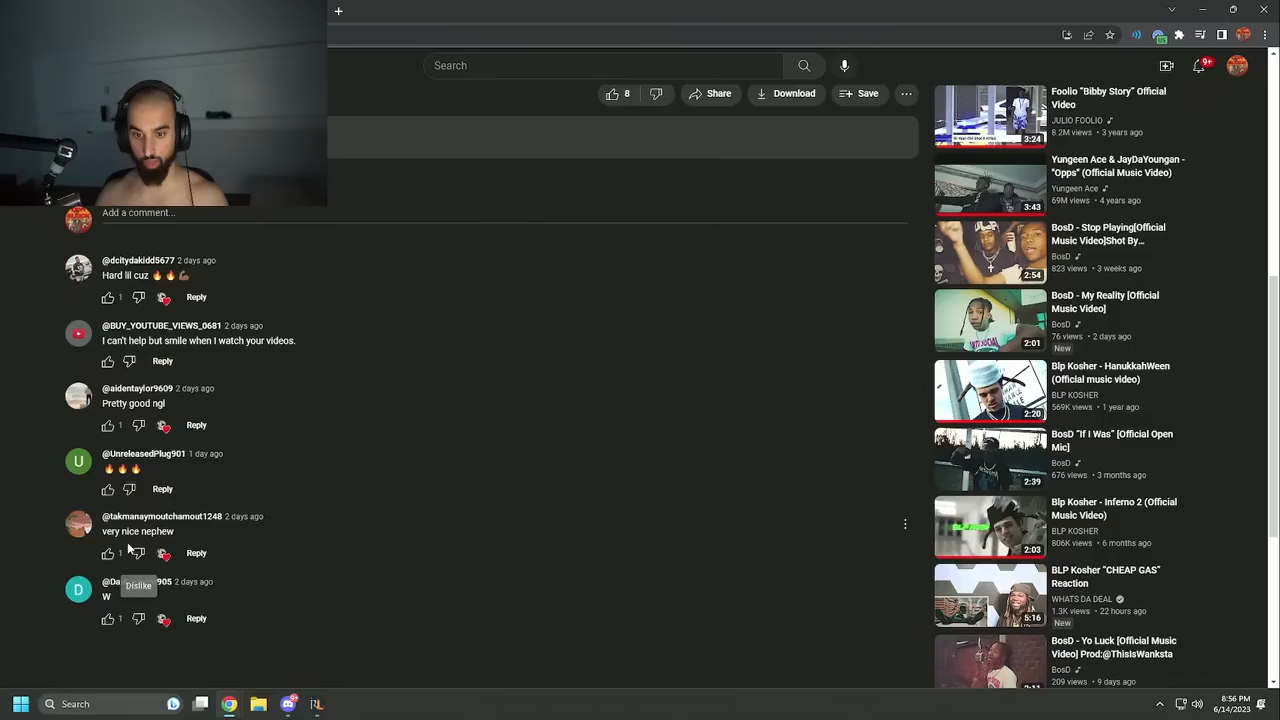 Search
8
Share
Download
Save
Add a comment...
@dcitydakidd5677 2 days ago
Hard lil cuz 🔥🔥💪🏾
1
Reply
@BUY_YOUTUBE_VIEWS_0681 2 days ago
I can't help but smile when I watch your videos.
Reply
@aidentaylor9609 2 days ago
Pretty good ngl
1
Reply
U
@UnreleasedPlug901 1 day ago
🔥🔥🔥
Reply
@takmanaymoutchamout1248 2 days ago
very nice nephew
1
Reply
D
@Da 905 2 days ago
Dislike
W
1
Reply
9+
Foolio "Bibby Story" Official
Video
JULIO FOOLIO
8.2M views • 3 years ago
3:24
Yungeen Ace & JayDaYoungan -
"Opps" (Official Music Video)
Yungeen Ace
69M views • 4 years ago
3:43
BosD - Stop Playing[Official
Music Video]Shot By...
BosD
823 views • 3 weeks ago
2:54
BosD - My Reality [Official
Music Video]
BosD
76 views • 2 days ago
New
2:01
Blp Kosher - HanukkahWeen
(Official music video)
BLP KOSHER
569K views • 1 year ago
2:20
BosD "If I Was" [Official Open
Mic]
BosD
676 views • 3 months ago
2:39
Blp Kosher - Inferno 2 (Official
Music Video)
BLP KOSHER
806K views • 6 months ago
2:03
BLP Kosher "CHEAP GAS"
Reaction
WHATS DA DEAL
1.3K views • 22 hours ago
New
5:16
BosD - Yo Luck [Official Music
Video] Prod:@ThisIsWanksta
BosD
209 views • 9 days ago
Search
8:56 PM
6/14/2023